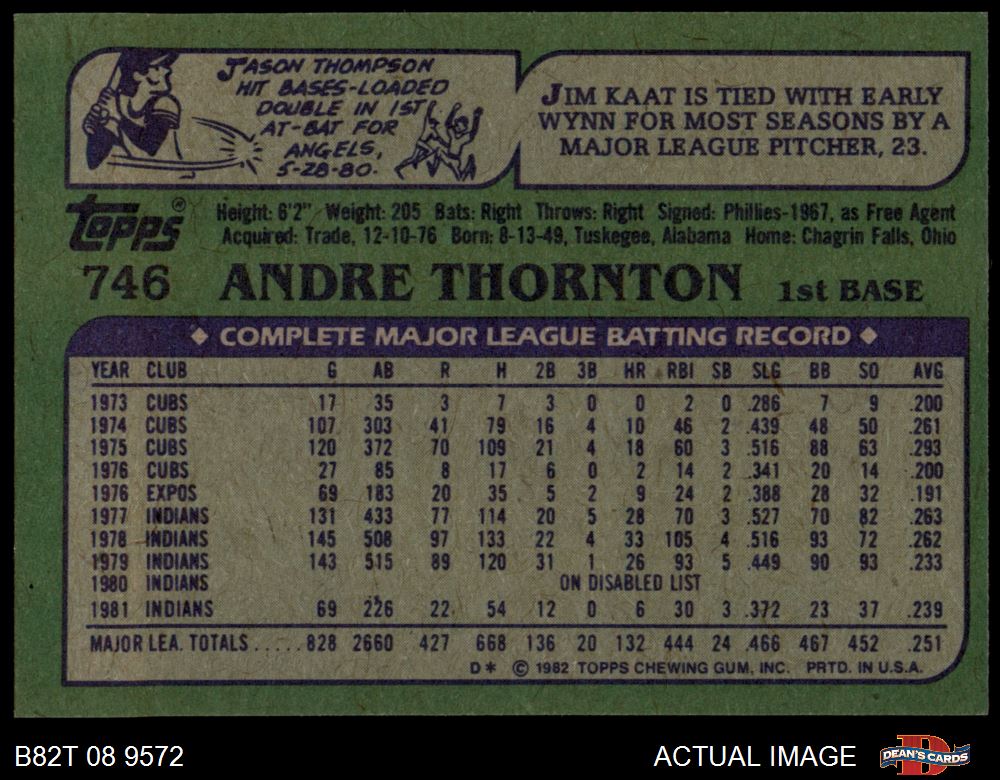 JASON THOMPSON
HIT BASES-LOADED
DOUBLE IN 1ST
AT-BAT FOR
ANGELS,
5-28-80.
JIM KAAT IS TIED WITH EARLY
WYNN FOR MOST SEASONS BY A
MAJOR LEAGUE PITCHER, 23.
Topps®
Height: 6'2" Weight: 205 Bats: Right Throws: Right Signed: Phillies-1967, as Free Agent
Acquired: Trade, 12-10-76 Born: 8-13-49, Tuskegee, Alabama Home: Chagrin Falls, Ohio
746 ANDRE THORNTON 1st BASE
◆ COMPLETE MAJOR LEAGUE BATTING RECORD ◆
YEAR CLUB G AB R H 2B 3B HR RBI SB SLG BB SO AVG
1973 CUBS 17 35 3 7 3 0 0 2 0 .286 7 9 .200
1974 CUBS 107 303 41 79 16 4 10 46 2 .439 48 50 .261
1975 CUBS 120 372 70 109 21 4 18 60 3 .516 88 63 .293
1976 CUBS 27 85 8 17 6 0 2 14 2 .341 20 14 .200
1976 EXPOS 69 183 20 35 5 2 9 24 2 .388 28 32 .191
1977 INDIANS 131 433 77 114 20 5 28 70 3 .527 70 82 .263
1978 INDIANS 145 508 97 133 22 4 33 105 4 .516 93 72 .262
1979 INDIANS 143 515 89 120 31 1 26 93 5 .449 90 93 .233
1980 INDIANS ON DISABLED LIST
1981 INDIANS 69 226 22 54 12 0 6 30 3 .372 23 37 .239
MAJOR LEA. TOTALS.....828 2660 427 668 136 20 132 444 24 .466 467 452 .251
D* © 1982 TOPPS CHEWING GUM, INC. PRTD. IN U.S.A.
B82T 08 9572 ACTUAL IMAGE DEAN'S CARDS